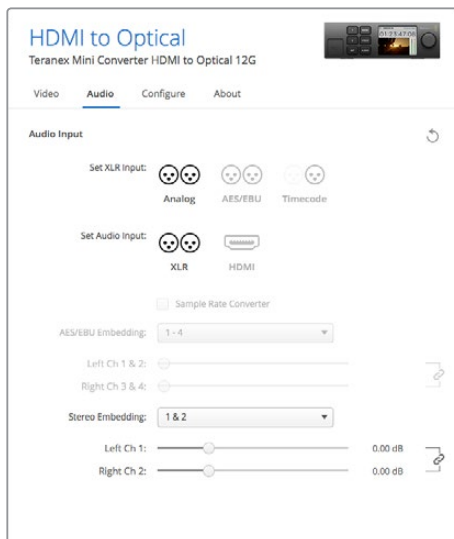 HDMI to Optical
Teranex Mini Converter HDMI to Optical 12G
01:23:47:06
Video Audio Configure About
Audio Input
Set XLR Input:
Analog AES/EBU Timecode
Set Audio Input:
XLR HDMI
Sample Rate Converter
AES/EBU Embedding: 1 - 4
Left Ch 1 & 2:
Right Ch 3 & 4:
Stereo Embedding: 1 & 2
Left Ch 1: 0.00 dB
Right Ch 2: 0.00 dB